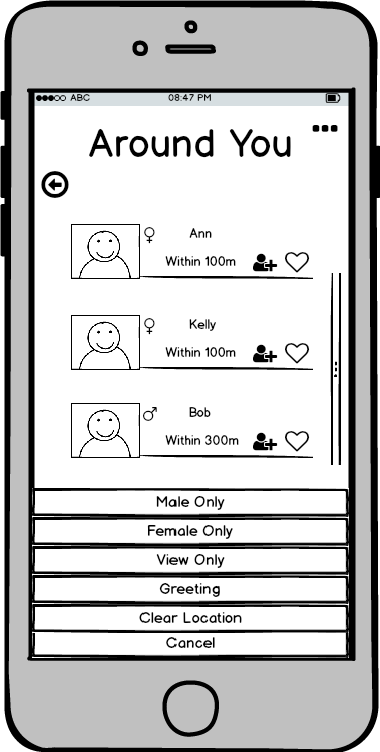 ABC 08:47 PM
Around You
Ann
Within 100m
Kelly
Within 100m
Bob
Within 300m
Male Only
Female Only
View Only
Greeting
Clear Location
Cancel